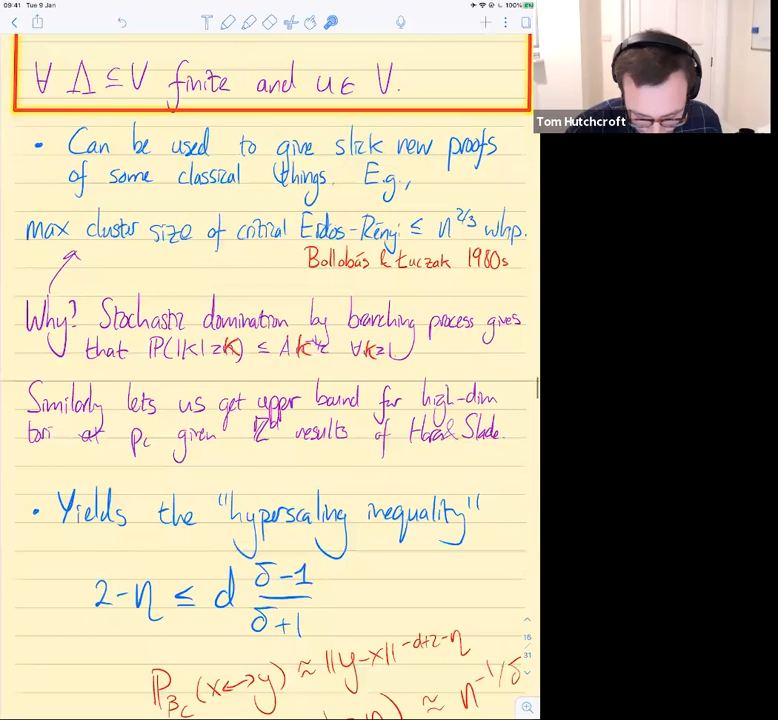 09:41 Tue 9 Jan
100%
Tom Hutchcroft
∀ Λ ⊆ V finite and u ∈ V.
• Can be used to give slick new proofs
of some classical things. E.g.,
max cluster size of critical Erdos-Rényi ≤ n^{2/3} whp.
Bollobás & Łuczak 1980s
Why? Stochastic domination by branching process gives
that P(|K| ≥ k) ≤ A k^{-1/2} ∀k≥1
Similarly lets us get upper bound for high-dim
tori at p_c given Z^d results of Hara & Slade.
• Yields the "hyperscaling inequality"
2-η ≤ d (δ-1)/(δ+1)
P_{β_c}(x↔y) ≈ ||y-x||^{-d+2-η}
≈ n^{-1/δ}
16
31